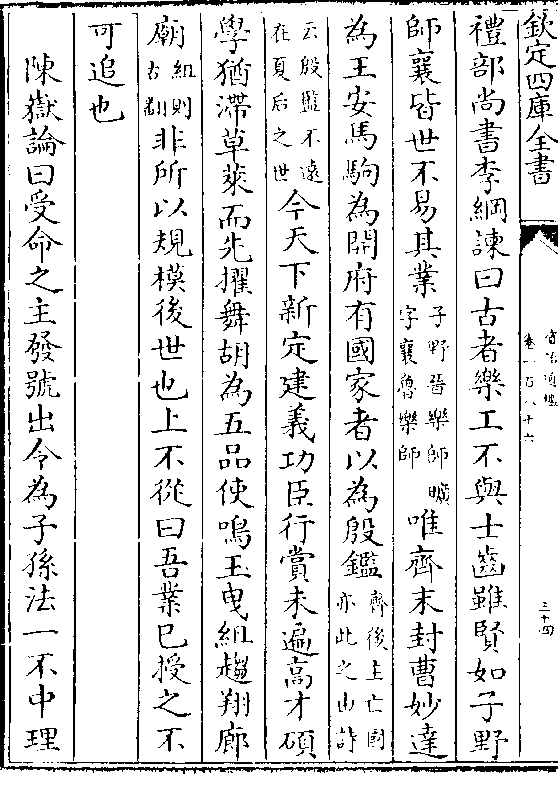 欽定四庫全書
資治通鑑
卷一百八十六
三十四
禮部尚書李綱諫曰古者樂工不與士齒雖賢如子野
師襄皆世不易其業子野晉樂師曠字襄魯樂師唯齊末封曹妙達
為王安馬駒為開府有國家者以為殷鑑齊後主亡國亦此之由詩
云殷鑑不遠在夏后之世今天下新定建義功臣行賞未遍高才碩
學猶滯草萊而先擢舞胡為五品使鳴玉曳組趨翔廊
廟組則古翻非所以規模後世也上不從曰吾業已授之不
可追也
陳嶽論曰受命之主發號出令為子孫法一不中理